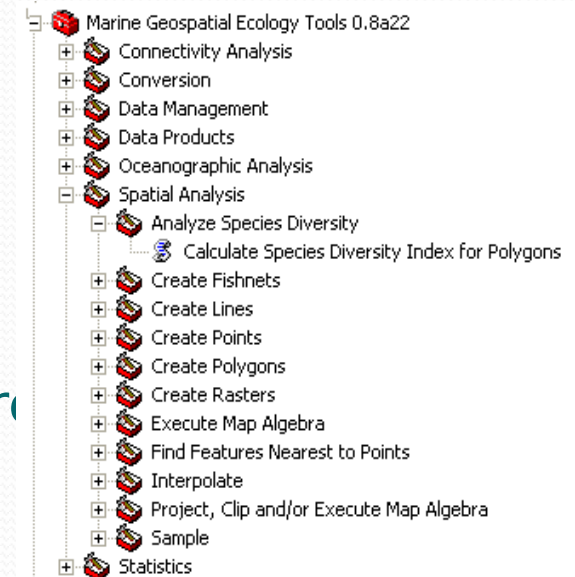 Marine Geospatial Ecology Tools 0.8a22
Connectivity Analysis
Conversion
Data Management
Data Products
Oceanographic Analysis
Spatial Analysis
Analyze Species Diversity
Calculate Species Diversity Index for Polygons
Create Fishnets
Create Lines
Create Points
Create Polygons
Create Rasters
Execute Map Algebra
Find Features Nearest to Points
Interpolate
Project, Clip and/or Execute Map Algebra
Sample
Statistics